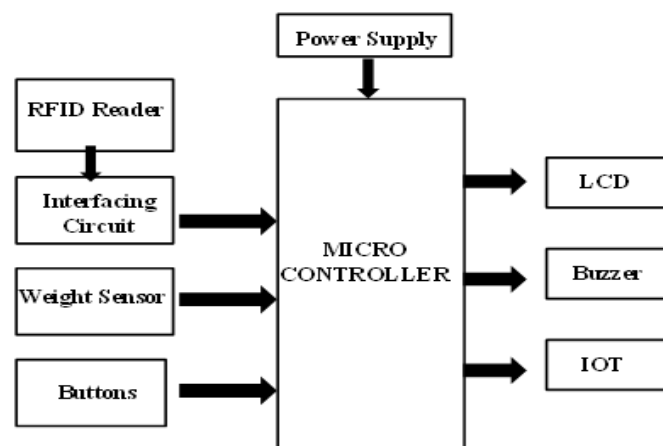 Power Supply
RFID Reader
Interfacing
Circuit
Weight Sensor
Buttons
MICRO
CONTROLLER
LCD
Buzzer
IOT